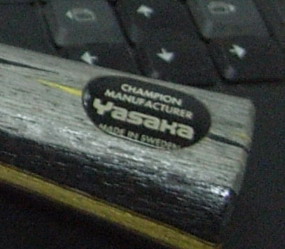 CHAMPION
MANUFACTURER
Yasaka
MADE IN SWEDEN